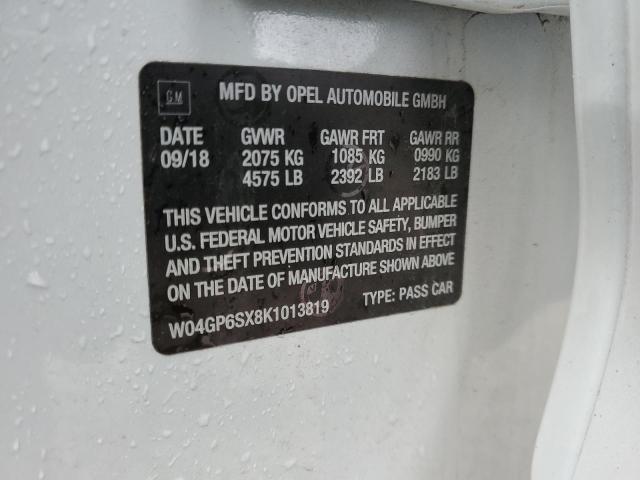 GM
MFD BY OPEL AUTOMOBILE GMBH
DATE GVWR GAWR FRT GAWR RR
09/18 2075 KG 1085 KG 0990 KG
4575 LB 2392 LB 2183 LB
THIS VEHICLE CONFORMS TO ALL APPLICABLE
U.S. FEDERAL MOTOR VEHICLE SAFETY, BUMPER
AND THEFT PREVENTION STANDARDS IN EFFECT
ON THE DATE OF MANUFACTURE SHOWN ABOVE
W04GP6SX8K1013819 TYPE: PASS CAR